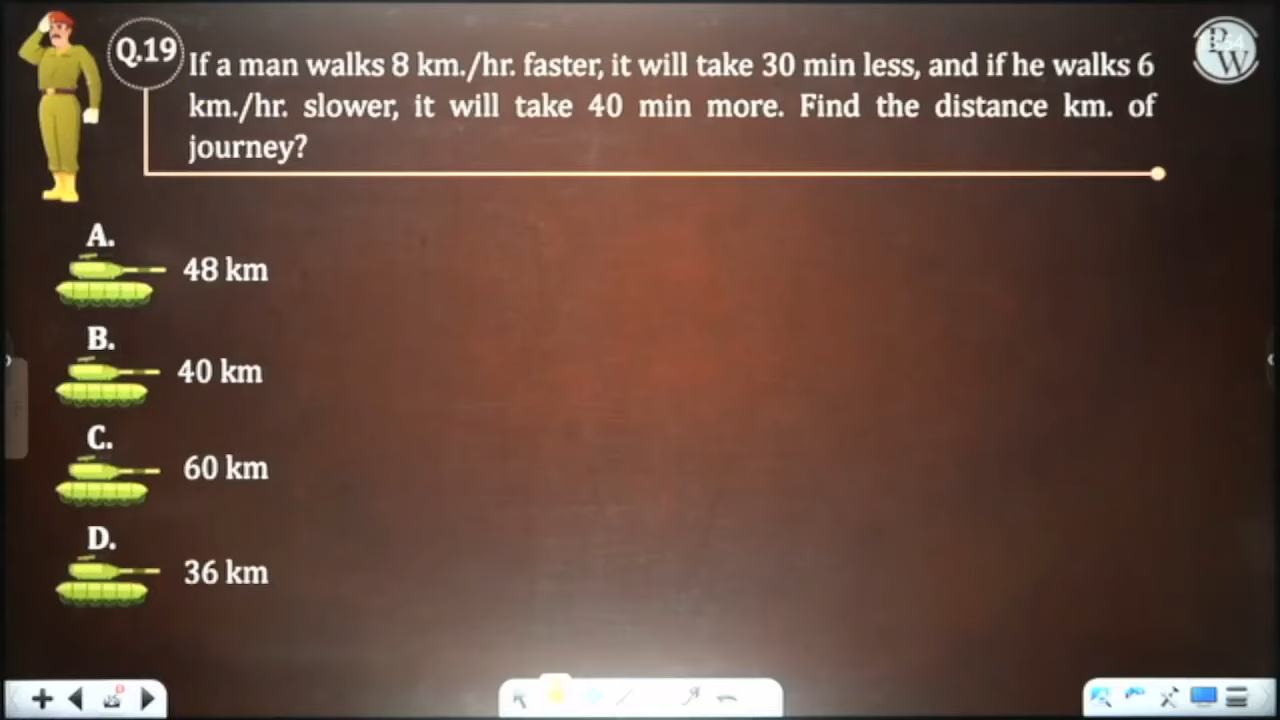 Q.19
If a man walks 8 km./hr. faster, it will take 30 min less, and if he walks 6
km./hr. slower, it will take 40 min more. Find the distance km. of
journey?
A.
48 km
B.
40 km
C.
60 km
D.
36 km
P
W